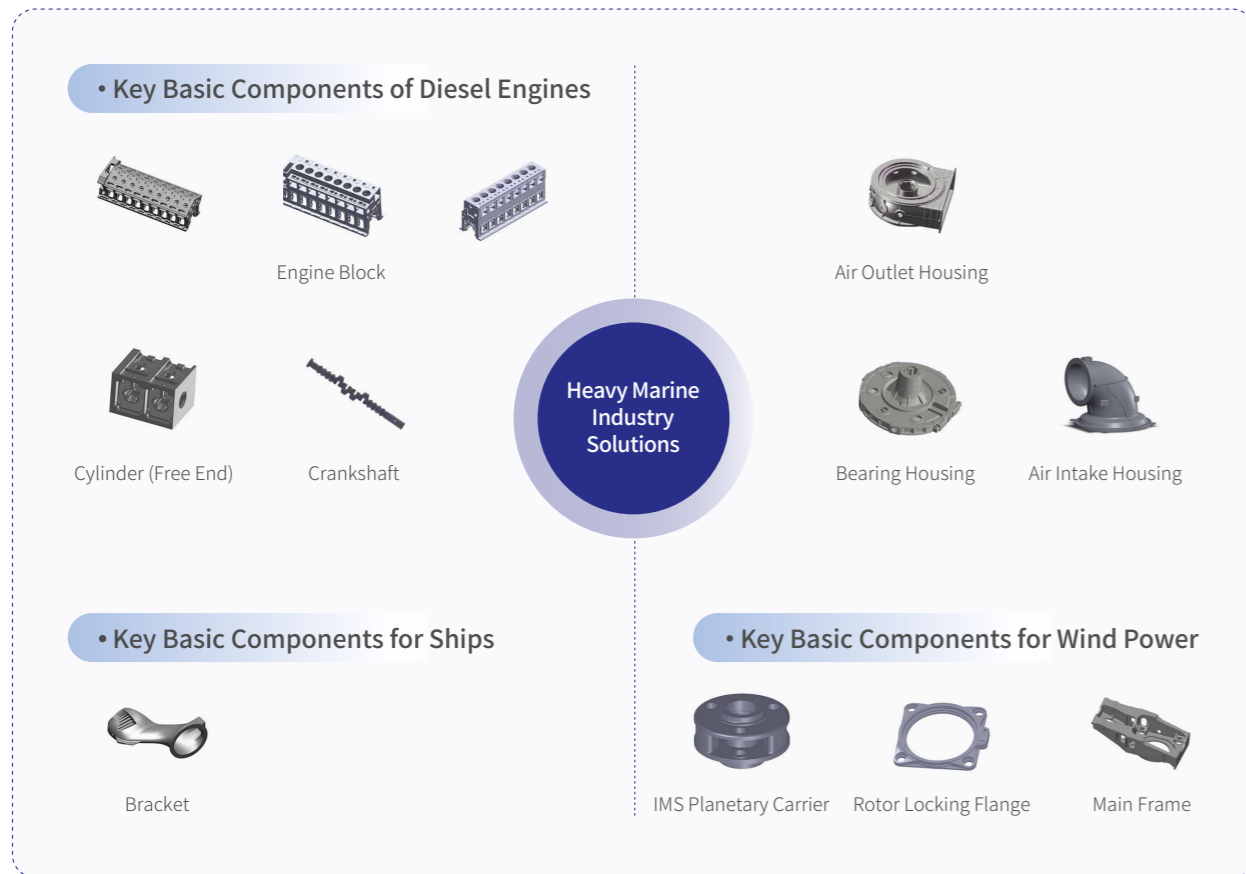 • Key Basic Components of Diesel Engines
Engine Block
Air Outlet Housing
Cylinder (Free End)
Crankshaft
Heavy Marine
Industry
Solutions
Bearing Housing
Air Intake Housing
• Key Basic Components for Ships
Bracket
• Key Basic Components for Wind Power
IMS Planetary Carrier
Rotor Locking Flange
Main Frame